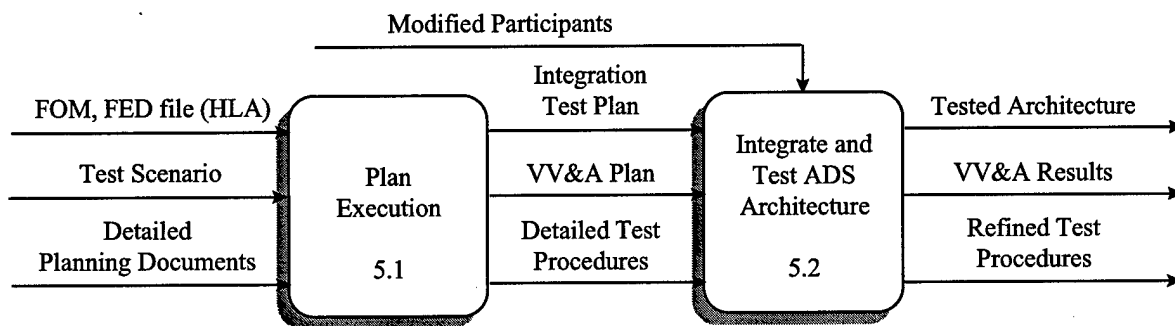 Modified Participants
FOM, FED file (HLA)
Test Scenario
Detailed
Planning Documents
Plan
Execution
5.1
Integration
Test Plan
VV&A Plan
Detailed Test
Procedures
Integrate and
Test ADS
Architecture
5.2
Tested Architecture
VV&A Results
Refined Test
Procedures